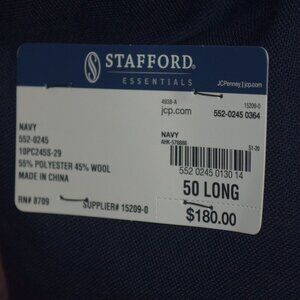 STAFFORD®
ESSENTIALS
JCPenney | jcp.com
4938-A 15209-0
jcp.com 552-0245 0364
NAVY
552-0245
10PC245S-29
55% POLYESTER 45% WOOL
MADE IN CHINA
RN# 8709 SUPPLIER# 15209-0
NAVY
51-20
552 0245 0130 14
50 LONG
$180.00